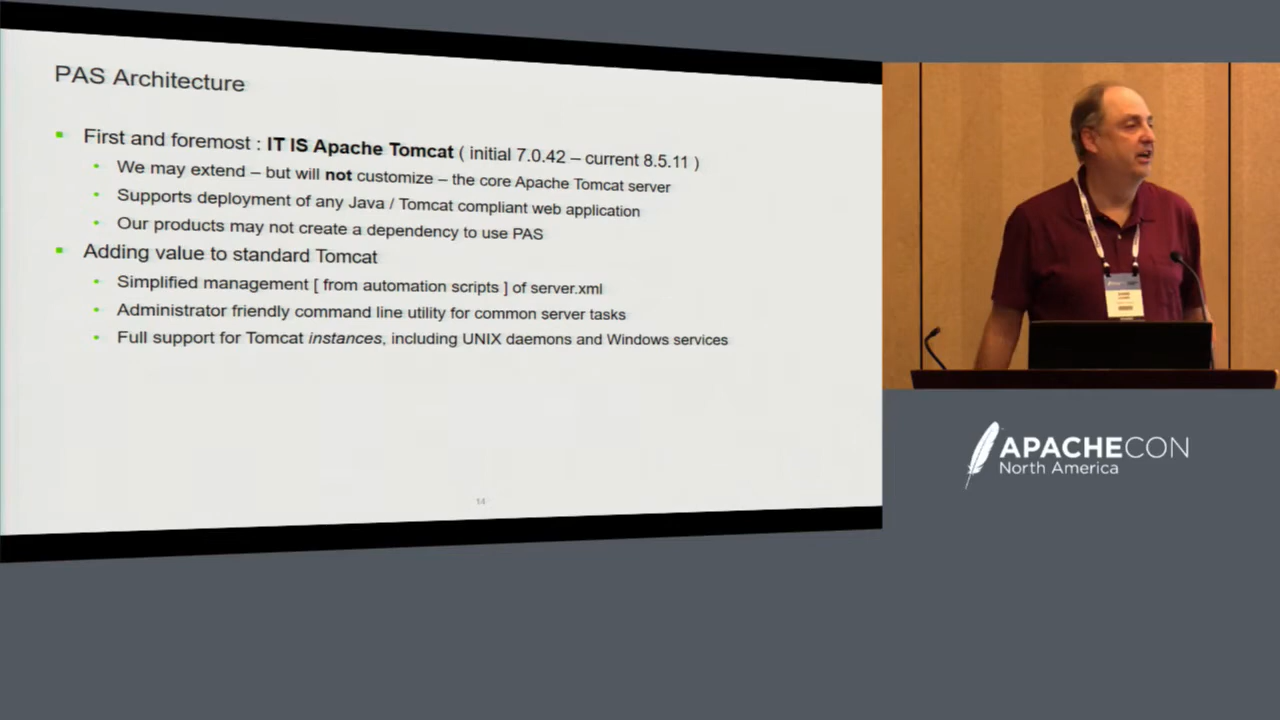 PAS Architecture
First and foremost : IT IS Apache Tomcat ( initial 7.0.42 – current 8.5.11 )
We may extend – but will not customize – the core Apache Tomcat server
Supports deployment of any Java / Tomcat compliant web application
Our products may not create a dependency to use PAS
Adding value to standard Tomcat
Simplified management [ from automation scripts ] of server.xml
Administrator friendly command line utility for common server tasks
Full support for Tomcat instances, including UNIX daemons and Windows services
14
APACHECON
North America